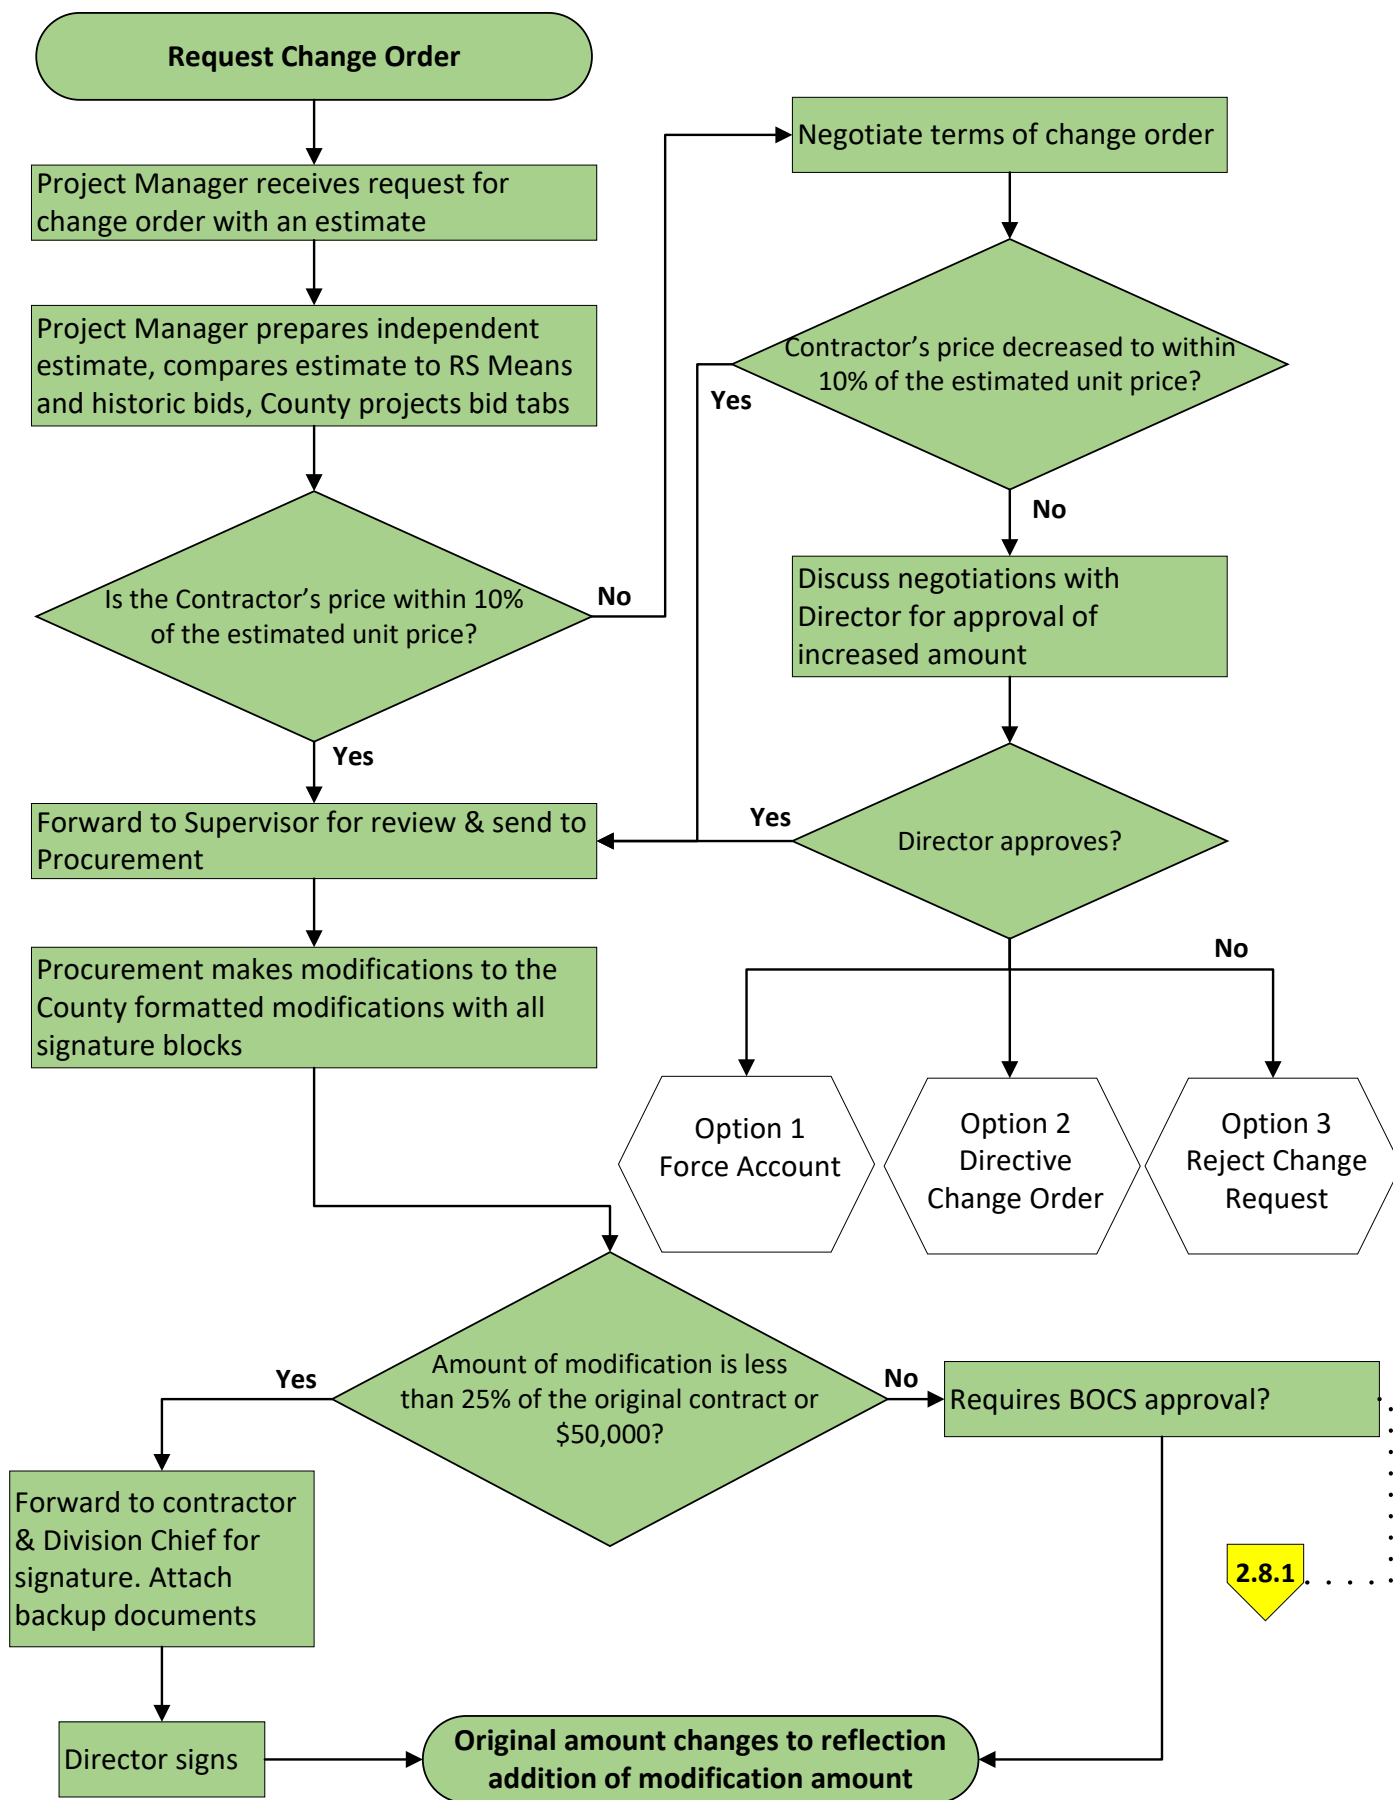 Request Change Order
Project Manager receives request for
change order with an estimate
Project Manager prepares independent
estimate, compares estimate to RS Means
and historic bids, County projects bid tabs
Is the Contractor's price within 10%
of the estimated unit price?
No
Yes
Negotiate terms of change order
Contractor's price decreased to within
10% of the estimated unit price?
Yes
No
Discuss negotiations with
Director for approval of
increased amount
Director approves?
Yes
No
Forward to Supervisor for review & send to
Procurement
Procurement makes modifications to the
County formatted modifications with all
signature blocks
Option 1
Force Account
Option 2
Directive
Change Order
Option 3
Reject Change
Request
Amount of modification is less
than 25% of the original contract or
$50,000?
Yes
No
Requires BOCS approval?
2.8.1
Forward to contractor
& Division Chief for
signature. Attach
backup documents
Director signs
Original amount changes to reflection
addition of modification amount